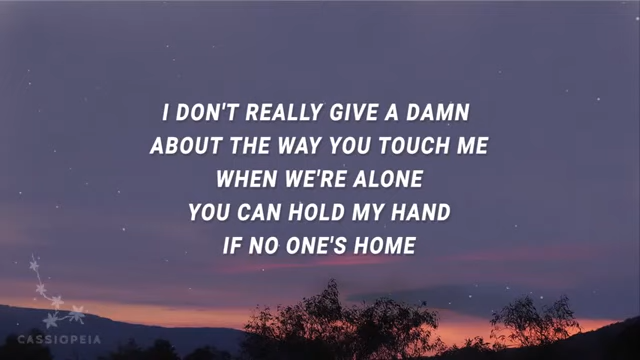 I DON'T REALLY GIVE A DAMN
ABOUT THE WAY YOU TOUCH ME
WHEN WE'RE ALONE
YOU CAN HOLD MY HAND
IF NO ONE'S HOME
CASSIOPEIA